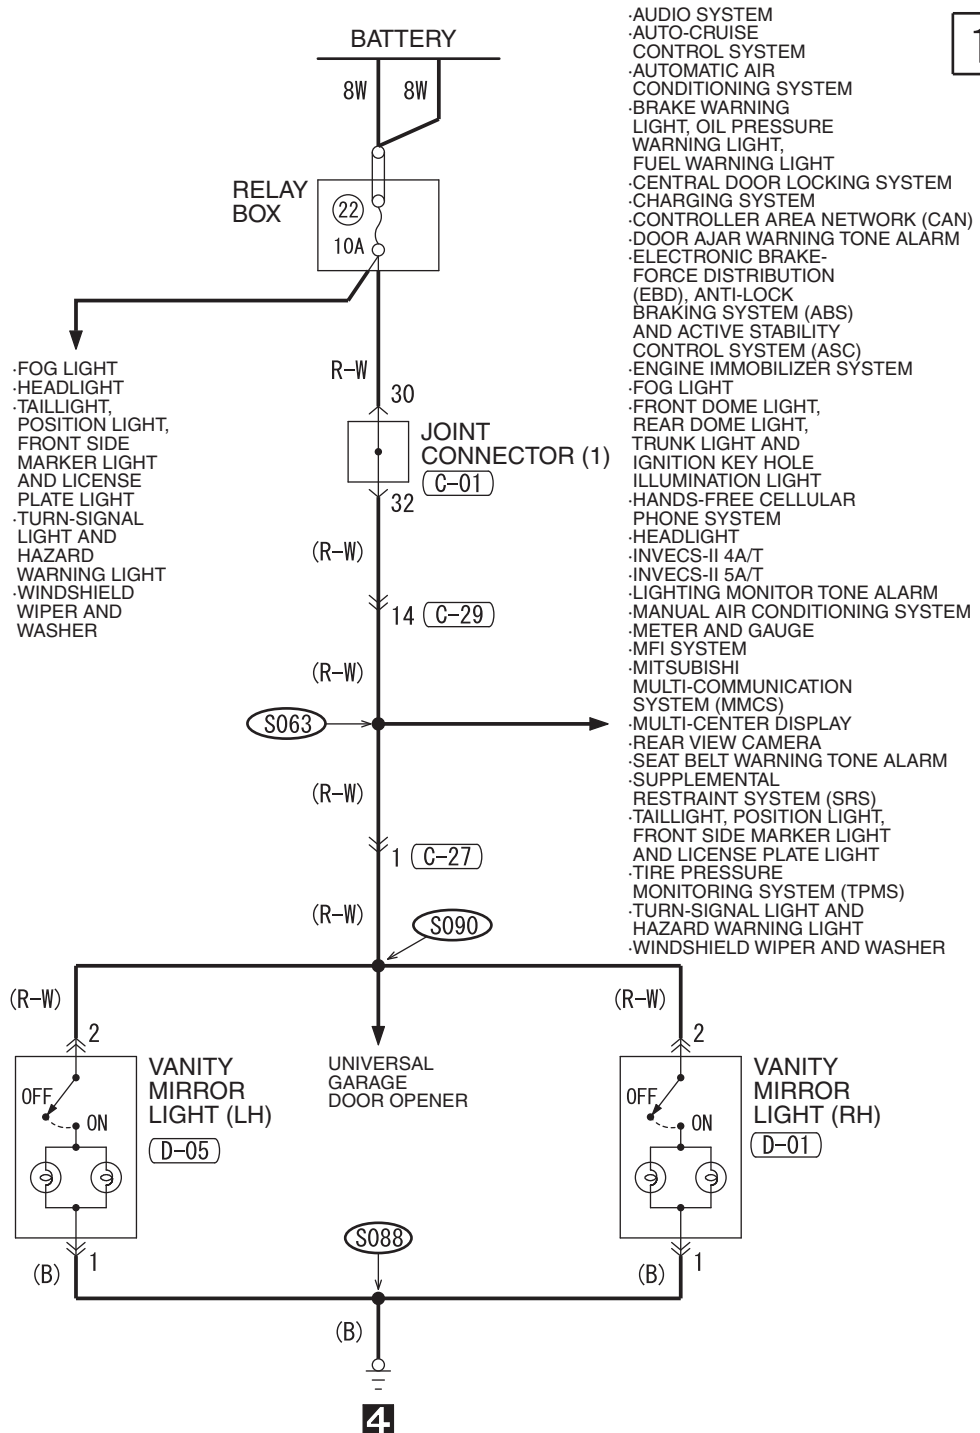 BATTERY
8W
8W
RELAY
BOX
22
10A
·FOG LIGHT
·HEADLIGHT
·TAILLIGHT,
POSITION LIGHT,
FRONT SIDE
MARKER LIGHT
AND LICENSE
PLATE LIGHT
·TURN-SIGNAL
LIGHT AND
HAZARD
WARNING LIGHT
·WINDSHIELD
WIPER AND
WASHER
R-W
30
JOINT
CONNECTOR (1)
C-01
32
(R-W)
14 C-29
(R-W)
S063
·AUDIO SYSTEM
·AUTO-CRUISE
CONTROL SYSTEM
·AUTOMATIC AIR
CONDITIONING SYSTEM
·BRAKE WARNING
LIGHT, OIL PRESSURE
WARNING LIGHT,
FUEL WARNING LIGHT
·CENTRAL DOOR LOCKING SYSTEM
·CHARGING SYSTEM
·CONTROLLER AREA NETWORK (CAN)
·DOOR AJAR WARNING TONE ALARM
·ELECTRONIC BRAKE-
FORCE DISTRIBUTION
(EBD), ANTI-LOCK
BRAKING SYSTEM (ABS)
AND ACTIVE STABILITY
CONTROL SYSTEM (ASC)
·ENGINE IMMOBILIZER SYSTEM
·FOG LIGHT
·FRONT DOME LIGHT,
REAR DOME LIGHT,
TRUNK LIGHT AND
IGNITION KEY HOLE
ILLUMINATION LIGHT
·HANDS-FREE CELLULAR
PHONE SYSTEM
·HEADLIGHT
·INVECS-II 4A/T
·INVECS-II 5A/T
·LIGHTING MONITOR TONE ALARM
·MANUAL AIR CONDITIONING SYSTEM
·METER AND GAUGE
·MFI SYSTEM
·MITSUBISHI
MULTI-COMMUNICATION
SYSTEM (MMCS)
·MULTI-CENTER DISPLAY
·REAR VIEW CAMERA
·SEAT BELT WARNING TONE ALARM
·SUPPLEMENTAL
RESTRAINT SYSTEM (SRS)
·TAILLIGHT, POSITION LIGHT,
FRONT SIDE MARKER LIGHT
AND LICENSE PLATE LIGHT
·TIRE PRESSURE
MONITORING SYSTEM (TPMS)
·TURN-SIGNAL LIGHT AND
HAZARD WARNING LIGHT
·WINDSHIELD WIPER AND WASHER
1
(R-W)
1 C-27
(R-W)
S090
(R-W)
2
VANITY
MIRROR
LIGHT (LH)
D-05
OFF
ON
1
(B)
UNIVERSAL
GARAGE
DOOR OPENER
(R-W)
2
VANITY
MIRROR
LIGHT (RH)
D-01
OFF
ON
1
(B)
S088
(B)
4